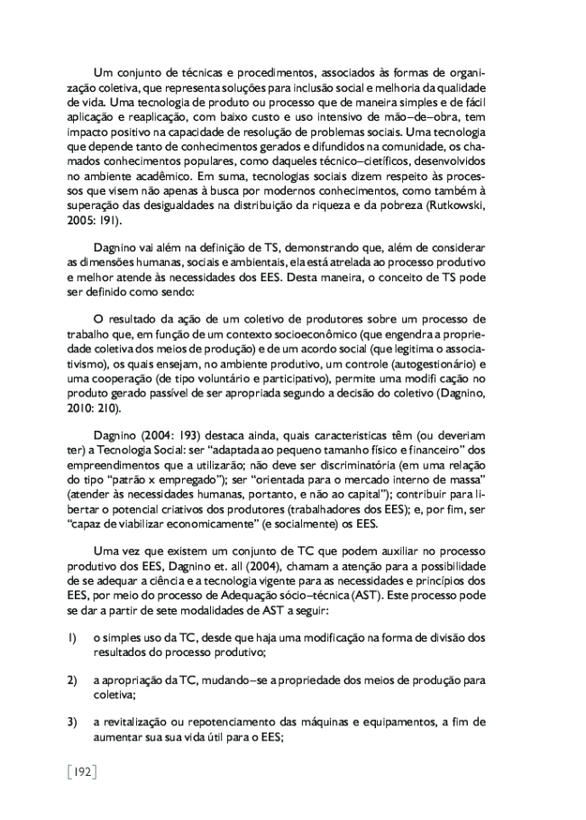 Um conjunto de técnicas e procedimentos, associados às formas de organi-
zação coletiva, que representa soluções para inclusão social e melhoria da qualidade
de vida. Uma tecnologia de produto ou processo que de maneira simples e de fácil
aplicação e reaplicação, com baixo custo e uso intensivo de mão–de–obra, tem
impacto positivo na capacidade de resolução de problemas sociais. Uma tecnologia
que depende tanto de conhecimentos gerados e difundidos na comunidade, os cha-
mados conhecimentos populares, como daqueles técnico–cietíficos, desenvolvidos
no ambiente acadêmico. Em suma, tecnologias sociais dizem respeito às proces-
sos que visem não apenas à busca por modernos conhecimentos, como também à
superação das desigualdades na distribuição da riqueza e da pobreza (Rutkowski,
2005: 191).
Dagnino vai além na definição de TS, demonstrando que, além de considerar
as dimensões humanas, sociais e ambientais, ela está atrelada ao processo produtivo
e melhor atende às necessidades dos EES. Desta maneira, o conceito de TS pode
ser definido como sendo:
O resultado da ação de um coletivo de produtores sobre um processo de
trabalho que, em função de um contexto socioeconômico (que engendra a proprie-
dade coletiva dos meios de produção) e de um acordo social (que legitima o associa-
tivismo), os quais ensejam, no ambiente produtivo, um controle (autogestionário) e
uma cooperação (de tipo voluntário e participativo), permite uma modifi cação no
produto gerado passível de ser apropriada segundo a decisão do coletivo (Dagnino,
2010: 210).
Dagnino (2004: 193) destaca ainda, quais características têm (ou deveriam
ter) a Tecnologia Social: ser “adaptada ao pequeno tamanho físico e financeiro” dos
empreendimentos que a utilizarão; não deve ser discriminatória (em uma relação
do tipo “patrão x empregado”); ser “orientada para o mercado interno de massa”
(atender às necessidades humanas, portanto, e não ao capital”); contribuir para li-
bertar o potencial criativos dos produtores (trabalhadores dos EES); e, por fim, ser
“capaz de viabilizar economicamente” (e socialmente) os EES.
Uma vez que existem um conjunto de TC que podem auxiliar no processo
produtivo dos EES, Dagnino et. all (2004), chamam a atenção para a possibilidade
de se adequar a ciência e a tecnologia vigente para as necessidades e princípios dos
EES, por meio do processo de Adequação sócio–técnica (AST). Este processo pode
se dar a partir de sete modalidades de AST a seguir:
1) o simples uso da TC, desde que haja uma modificação na forma de divisão dos
resultados do processo produtivo;
2) a apropriação da TC, mudando–se a propriedade dos meios de produção para
coletiva;
3) a revitalização ou repotenciamento das máquinas e equipamentos, a fim de
aumentar sua sua vida útil para o EES;
[192]